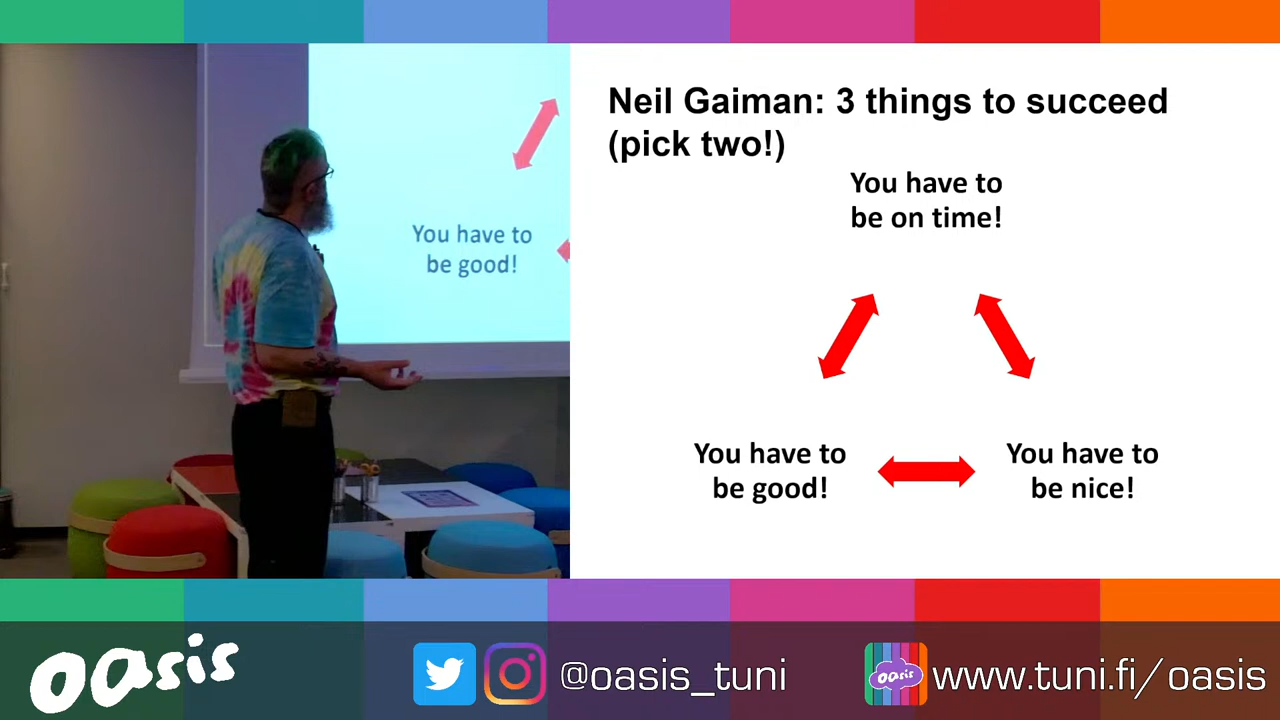 You have to
be good!
Neil Gaiman: 3 things to succeed
(pick two!)
You have to
be on time!
You have to
be good!
You have to
be nice!
oasis
@oasis_tuni
oasis
www.tuni.fi/oasis